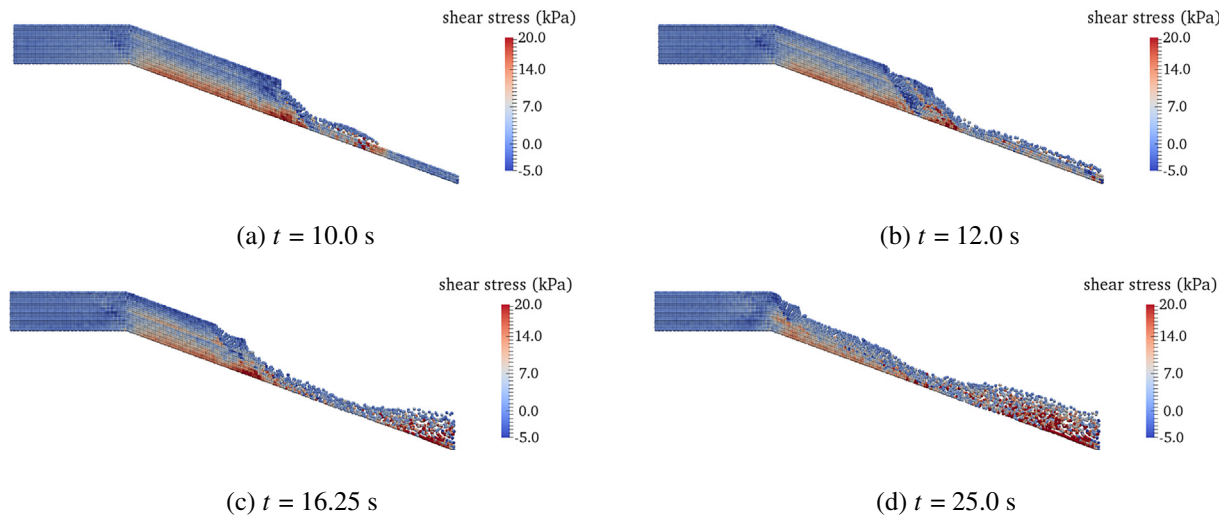 shear stress (kPa)
20.0
14.0
7.0
0.0
-5.0
(a) t = 10.0 s
shear stress (kPa)
20.0
14.0
7.0
0.0
-5.0
(b) t = 12.0 s
shear stress (kPa)
20.0
14.0
7.0
0.0
-5.0
(c) t = 16.25 s
shear stress (kPa)
20.0
14.0
7.0
0.0
-5.0
(d) t = 25.0 s